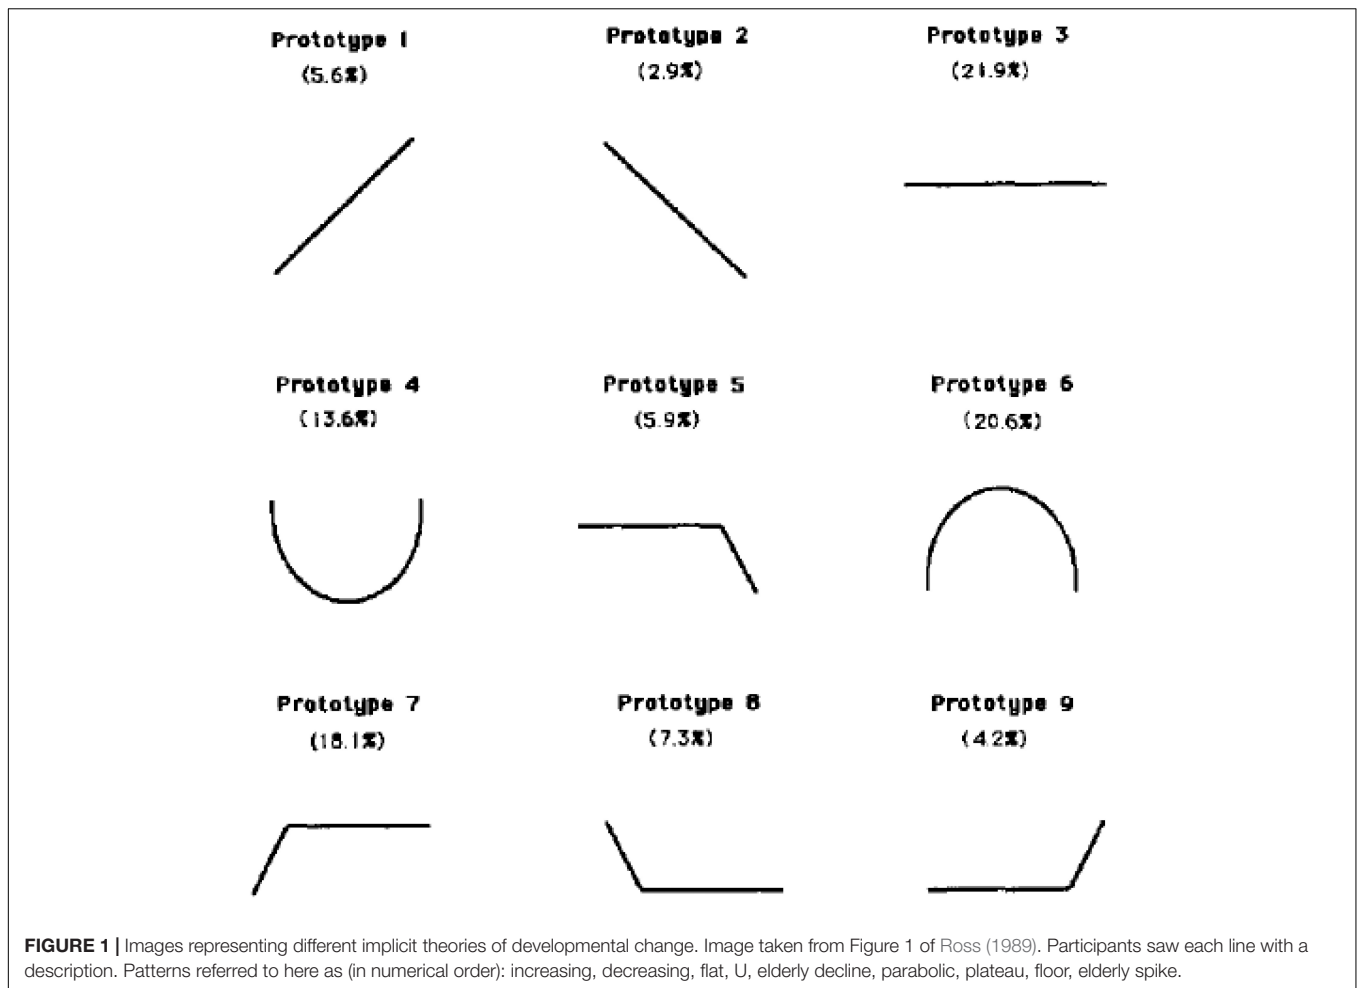 Prototype 1
Prototype 2
Prototype 3
(5.6%)
(2.9%)
(21.9%)
Prototype 4
Prototype 5
Prototype 6
(13.6%)
(5.9%)
(20.6%)
Prototype 7
Prototype 8
Prototype 9
(18.1%)
(7.3%)
(4.2%)
FIGURE 1 | Images representing different implicit theories of developmental change. Image taken from Figure 1 of Ross (1989). Participants saw each line with a
description. Patterns referred to here as (in numerical order): increasing, decreasing, flat, U, elderly decline, parabolic, plateau, floor, elderly spike.